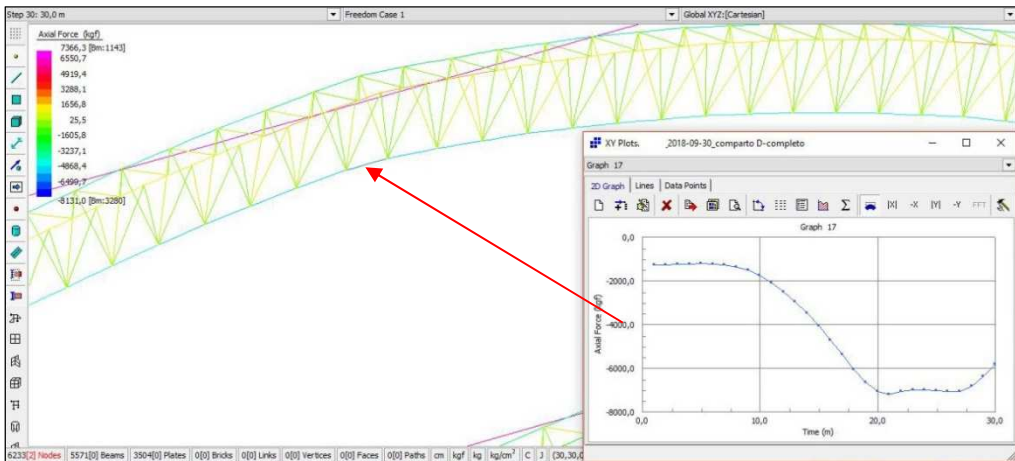 Step 30: 30,0 m
Freedom Case 1
Global XYZ:[Cartesian]
Axial Force (kgf)
7366,3 [Bm:1143]
6550,7
4919,4
3288,1
1656,8
25,5
-1605,8
-3237,1
-4868,4
-6499,7
-8131,0 [Bm:3280]
XY Plots. _2018-09-30_comparto D-completo
Graph 17
2D Graph Lines Data Points
|X| -X |Y| -Y FFT
Graph 17
0,0
-2000,0
-4000,0
-6000,0
-8000,0
Axial Force (kgf)
0,0 10,0 20,0 30,0
Time (m)
6233[2] Nodes 5571[0] Beams 3504[0] Plates 0[0] Bricks 0[0] Links 0[0] Vertices 0[0] Faces 0[0] Paths cm kgf kg kg/cm² C J (30,30,0